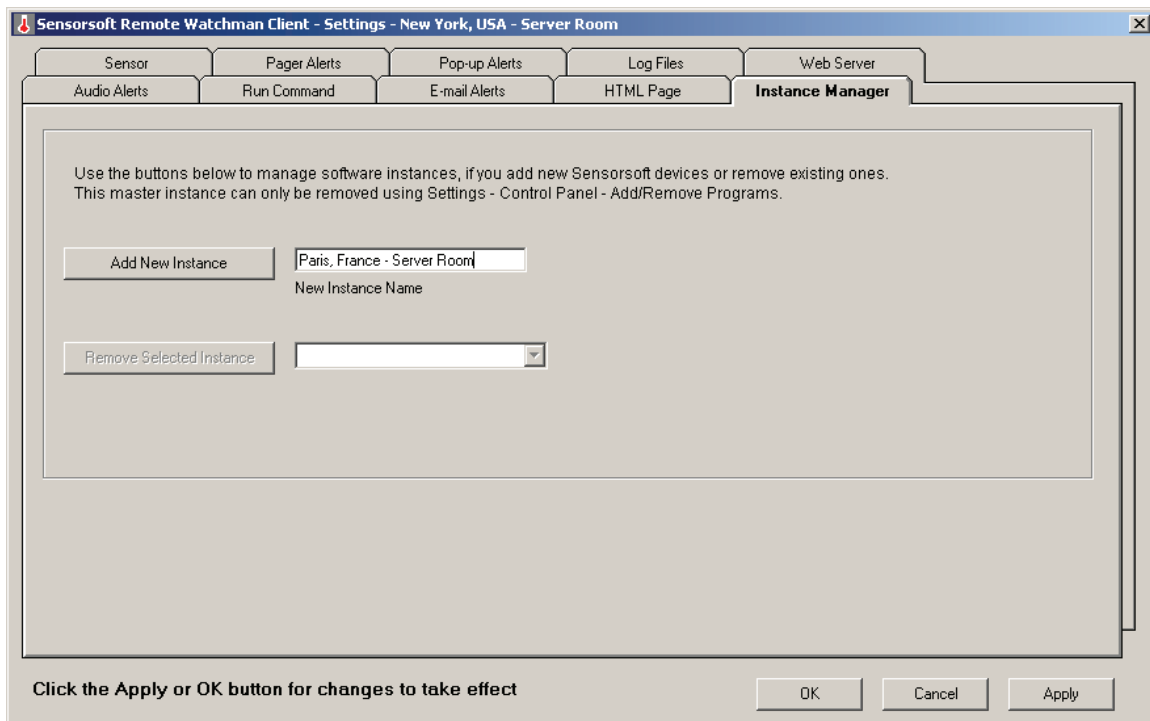 Sensorsoft Remote Watchman Client - Settings - New York, USA - Server Room
Sensor
Pager Alerts
Pop-up Alerts
Log Files
Web Server
Audio Alerts
Run Command
E-mail Alerts
HTML Page
Instance Manager
Use the buttons below to manage software instances, if you add new Sensorsoft devices or remove existing ones.
This master instance can only be removed using Settings - Control Panel - Add/Remove Programs.
Add New Instance
Paris, France - Server Room
New Instance Name
Remove Selected Instance
Click the Apply or OK button for changes to take effect
OK
Cancel
Apply